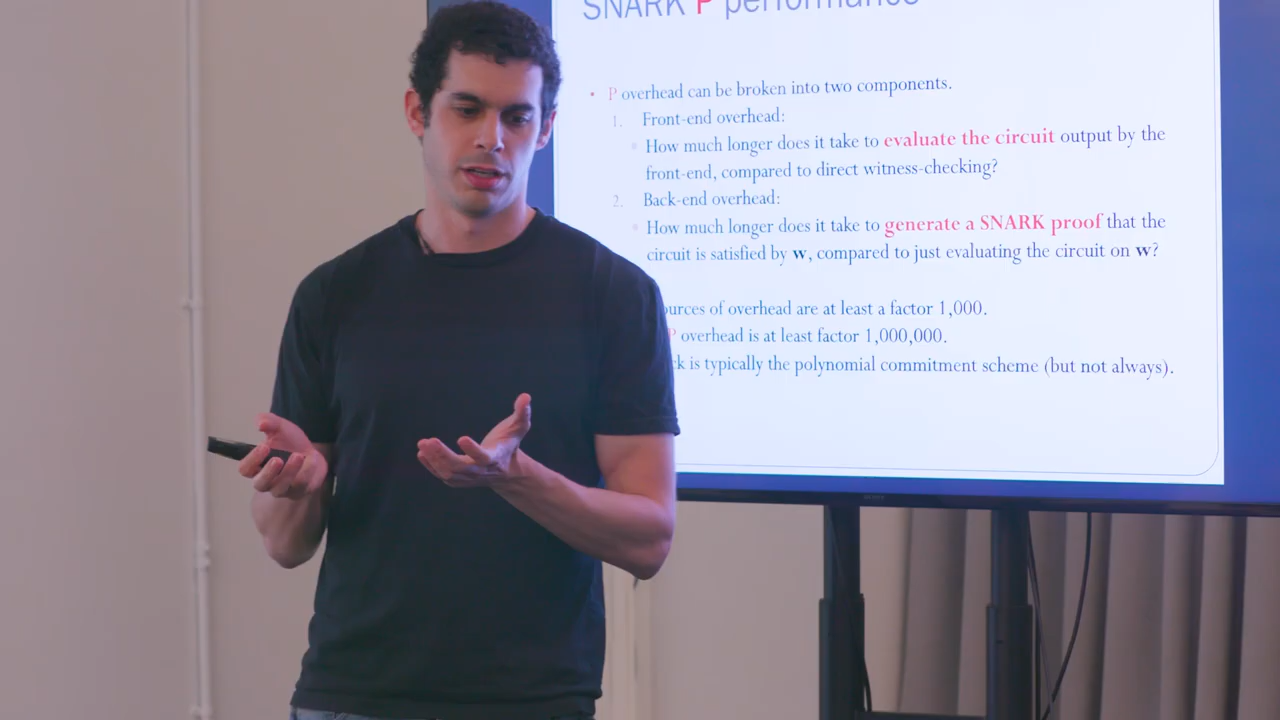 SNARK P performance
• P overhead can be broken into two components.
1. Front-end overhead:
How much longer does it take to evaluate the circuit output by the
front-end, compared to direct witness-checking?
2. Back-end overhead:
How much longer does it take to generate a SNARK proof that the
circuit is satisfied by w, compared to just evaluating the circuit on w?
of overhead are at least a factor 1,000.
P overhead is at least factor 1,000,000.
is typically the polynomial commitment scheme (but not always).